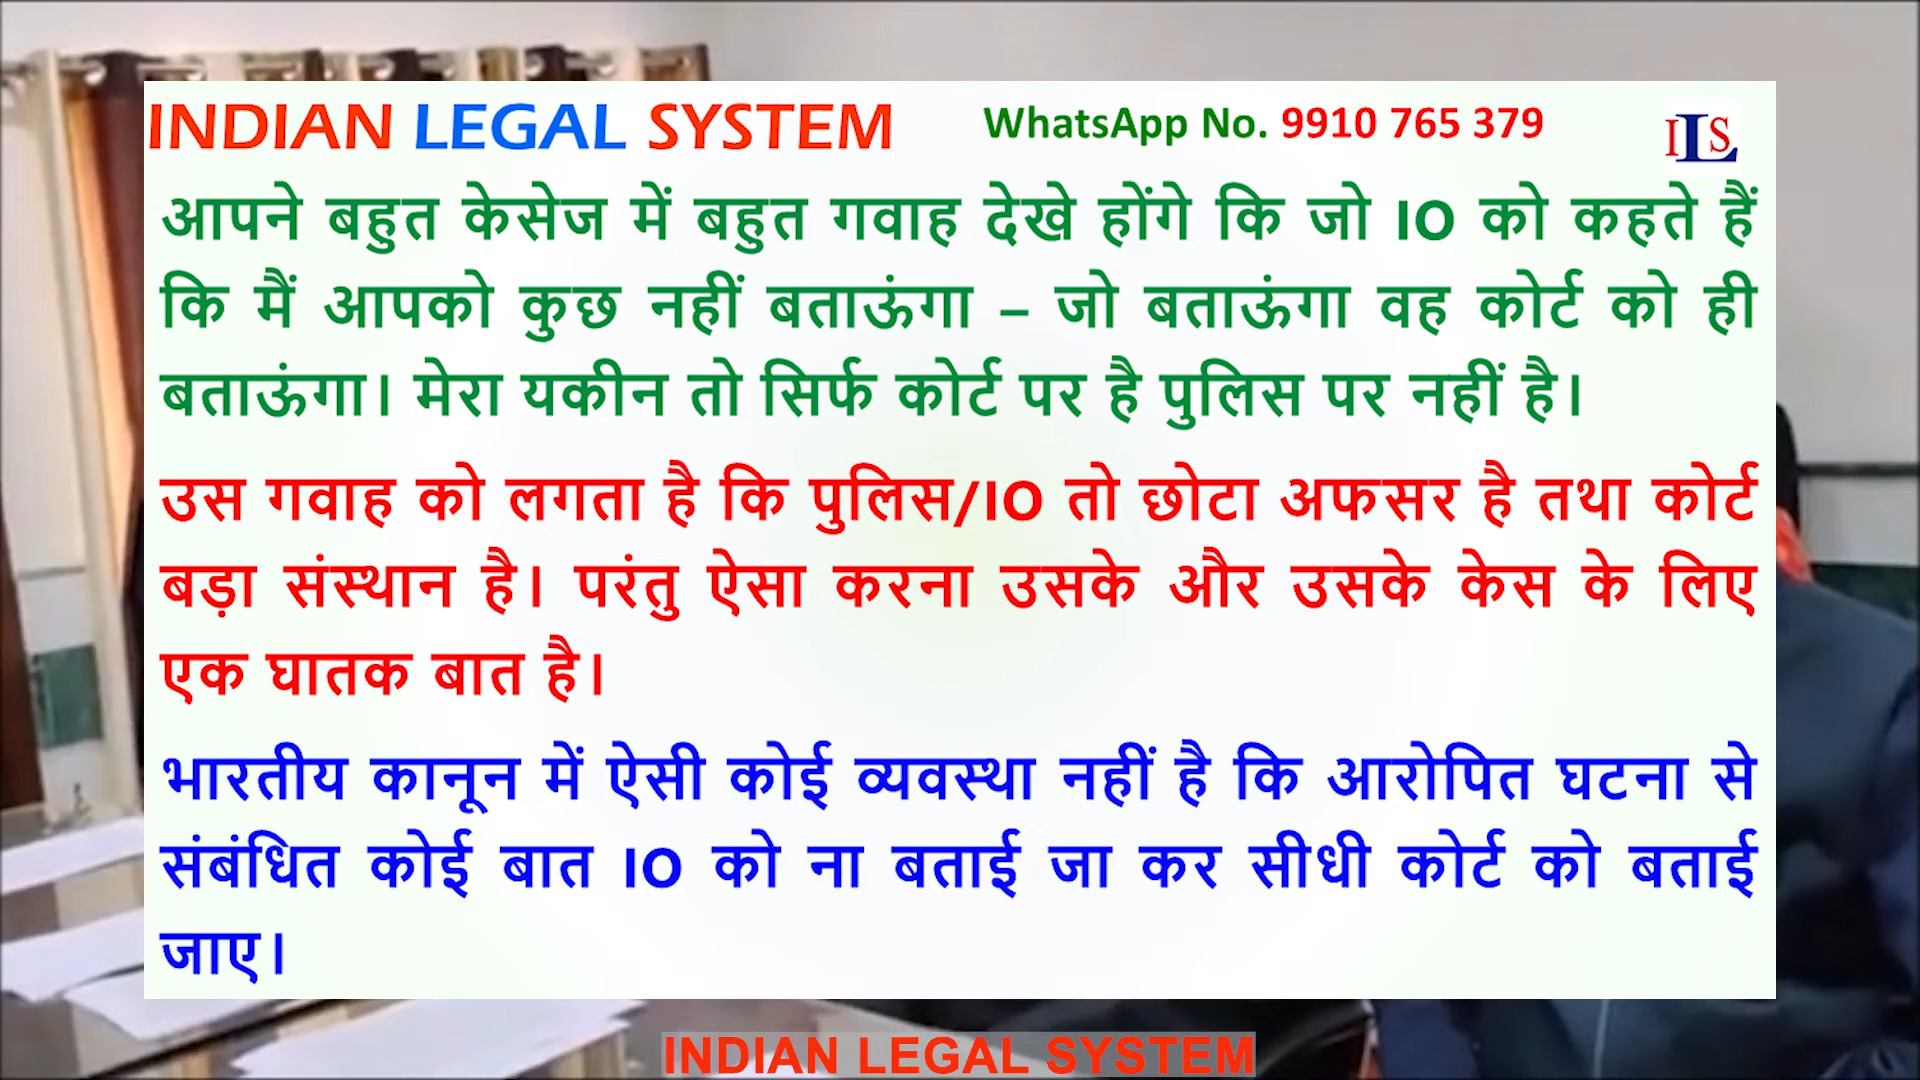 INDIAN LEGAL SYSTEM WhatsApp No. 9910 765 379 ILS
आपने बहुत केसेज में बहुत गवाह देखे होंगे कि जो IO को कहते हैं
कि मैं आपको कुछ नहीं बताऊंगा – जो बताऊंगा वह कोर्ट को ही
बताऊंगा। मेरा यकीन तो सिर्फ कोर्ट पर है पुलिस पर नहीं है।
उस गवाह को लगता है कि पुलिस/IO तो छोटा अफसर है तथा कोर्ट
बड़ा संस्थान है। परंतु ऐसा करना उसके और उसके केस के लिए
एक घातक बात है।
भारतीय कानून में ऐसी कोई व्यवस्था नहीं है कि आरोपित घटना से
संबंधित कोई बात IO को ना बताई जा कर सीधी कोर्ट को बताई
जाए।
INDIAN LEGAL SYSTEM